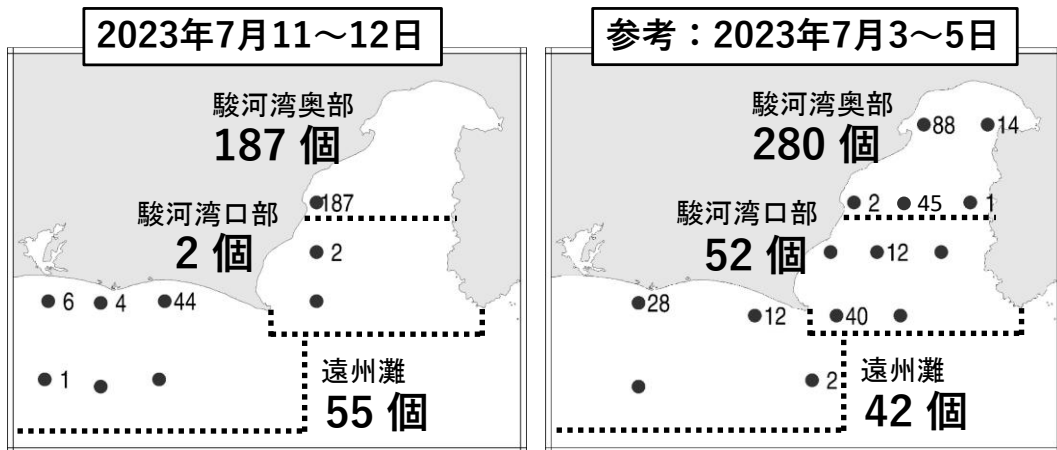 2023年7月11～12日
駿河湾奥部
187 個
187
駿河湾口部
2 個
2
6
4
44
1
遠州灘
55 個
参考：2023年7月3～5日
駿河湾奥部
280 個
88
14
2
45
1
駿河湾口部
52 個
12
28
12
40
2
遠州灘
42 個